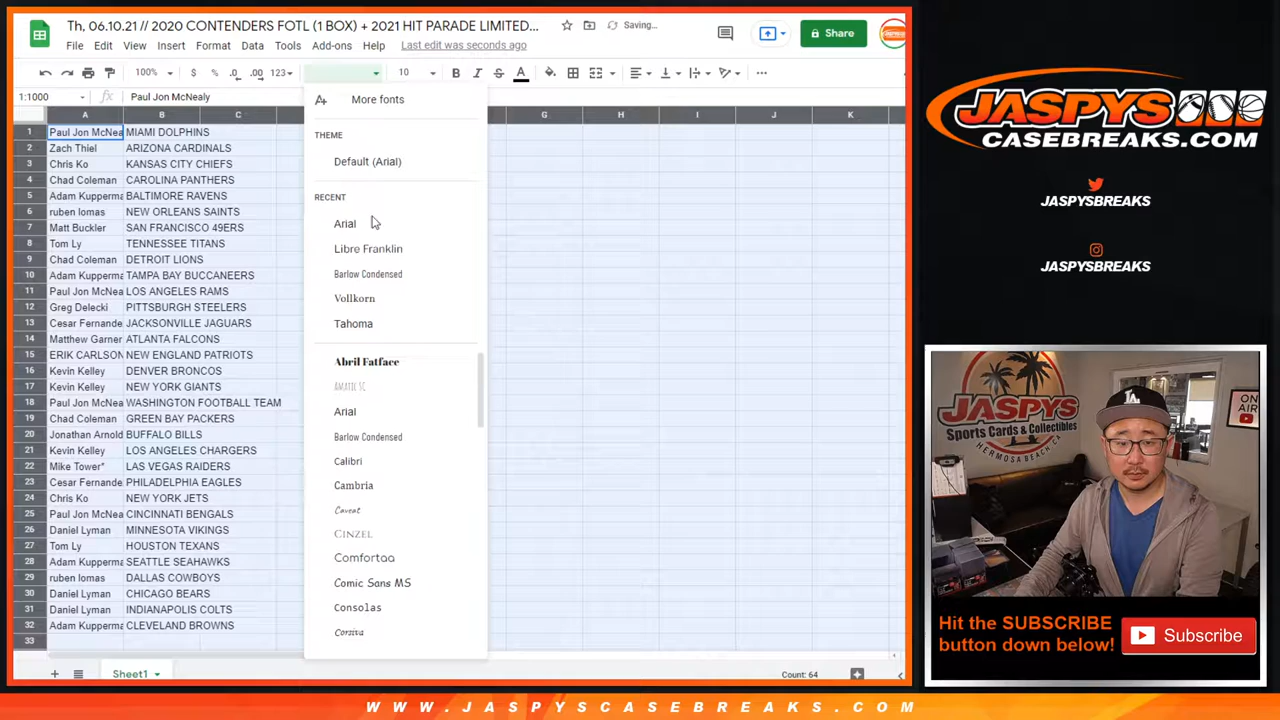 Th, 06.10.21 // 2020 CONTENDERS FOTL (1 BOX) + 2021 HIT PARADE LIMITED...
Saving...
Share
File Edit View Insert Format Data Tools Add-ons Help Last edit was seconds ago
100% $ % .0 .00 123 10 B I S A
1:1000 fx Paul Jon McNealy
A B C G H I J K
1 Paul Jon McNea MIAMI DOLPHINS
2 Zach Thiel ARIZONA CARDINALS
3 Chris Ko KANSAS CITY CHIEFS
4 Chad Coleman CAROLINA PANTHERS
5 Adam Kupperma BALTIMORE RAVENS
6 ruben lomas NEW ORLEANS SAINTS
7 Matt Buckler SAN FRANCISCO 49ERS
8 Tom Ly TENNESSEE TITANS
9 Chad Coleman DETROIT LIONS
10 Adam Kupperma TAMPA BAY BUCCANEERS
11 Paul Jon McNea LOS ANGELES RAMS
12 Greg Delecki PITTSBURGH STEELERS
13 Cesar Fernande JACKSONVILLE JAGUARS
14 Matthew Garner ATLANTA FALCONS
15 ERIK CARLSON NEW ENGLAND PATRIOTS
16 Kevin Kelley DENVER BRONCOS
17 Kevin Kelley NEW YORK GIANTS
18 Paul Jon McNea WASHINGTON FOOTBALL TEAM
19 Chad Coleman GREEN BAY PACKERS
20 Jonathan Arnold BUFFALO BILLS
21 Kevin Kelley LOS ANGELES CHARGERS
22 Mike Tower* LAS VEGAS RAIDERS
23 Cesar Fernande PHILADELPHIA EAGLES
24 Chris Ko NEW YORK JETS
25 Paul Jon McNea CINCINNATI BENGALS
26 Daniel Lyman MINNESOTA VIKINGS
27 Tom Ly HOUSTON TEXANS
28 Adam Kupperma SEATTLE SEAHAWKS
29 ruben lomas DALLAS COWBOYS
30 Daniel Lyman CHICAGO BEARS
31 Daniel Lyman INDIANAPOLIS COLTS
32 Adam Kupperma CLEVELAND BROWNS
33
More fonts
THEME
Default (Arial)
RECENT
Arial
Libre Franklin
Barlow Condensed
Vollkorn
Tahoma
Abril Fatface
AMATIC SC
Arial
Barlow Condensed
Calibri
Cambria
Caveat
CINZEL
Comfortaa
Comic Sans MS
Consolas
Corsiva
Sheet1
Count: 64
JASPYS
CASEBREAKS.COM
JASPYSBREAKS
JASPYSBREAKS
JASPYS
Sports Cards & Collectibles
HERMOSA BEACH, CA
LA
ON
AIR
Hit the SUBSCRIBE
button down below!
Subscribe
WWW.JASPYSCASEBREAKS.COM